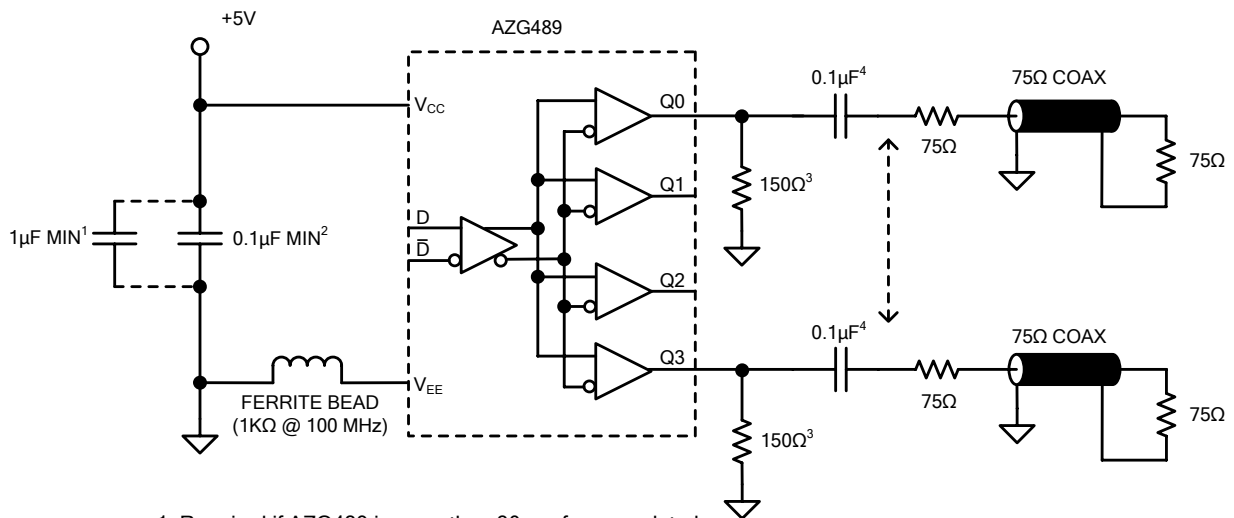 +5V
AZG489
VCC
Q0
0.1µF⁴
75Ω COAX
75Ω
75Ω
150Ω³
Q1
D
D̅
1µF MIN¹
0.1µF MIN²
Q2
0.1µF⁴
75Ω COAX
Q3
VEE
FERRITE BEAD
(1KΩ @ 100 MHz)
75Ω
75Ω
150Ω³